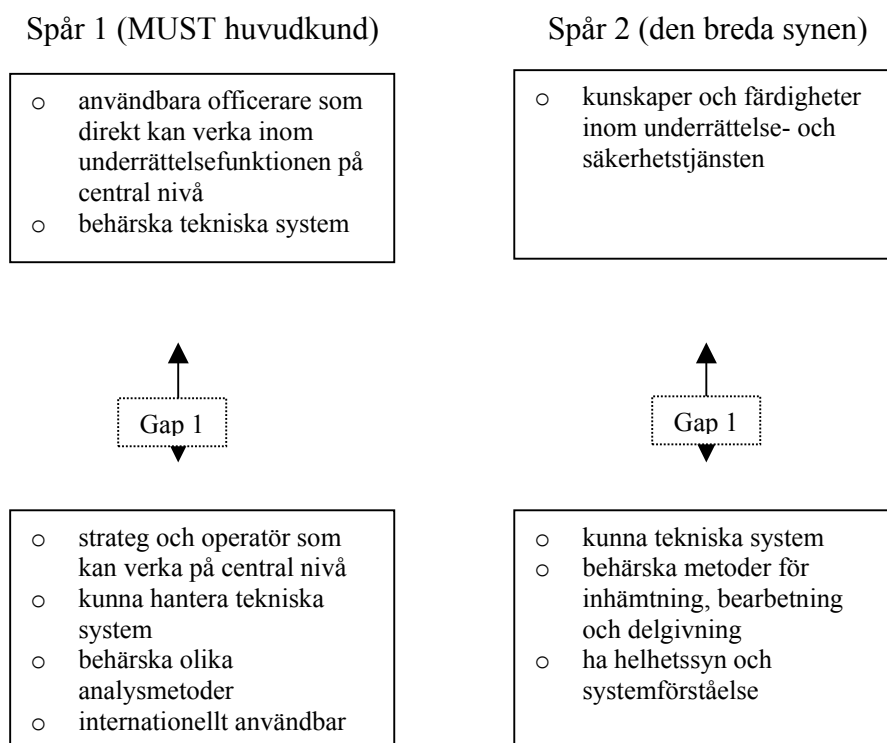 Spår 1 (MUST huvudkund)
o användbara officerare som
direkt kan verka inom
underrättelsefunktionen på
central nivå
o behärska tekniska system
Gap 1
o strateg och operatör som
kan verka på central nivå
o kunna hantera tekniska
system
o behärska olika
analysmetoder
o internationellt användbar
Spår 2 (den breda synen)
o kunskaper och färdigheter
inom underrättelse- och
säkerhetstjänsten
Gap 1
o kunna tekniska system
o behärska metoder för
inhämtning, bearbetning
och delgivning
o ha helhetssyn och
systemförståelse